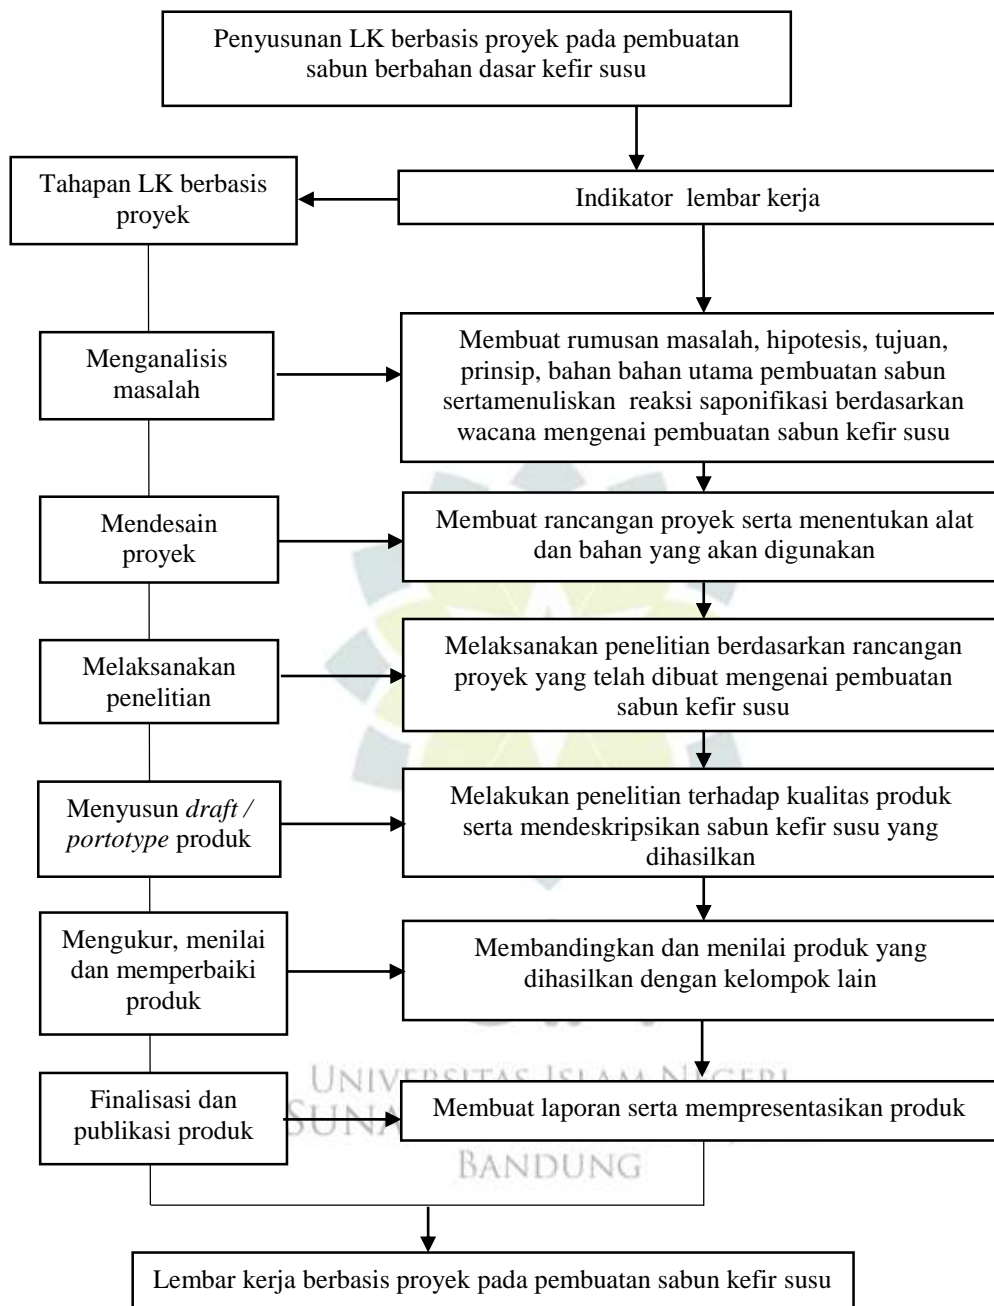 Penyusunan LK berbasis proyek pada pembuatan
sabun berbahan dasar kefir susu
Tahapan LK berbasis
proyek
Indikator lembar kerja
Menganalisis
masalah
Membuat rumusan masalah, hipotesis, tujuan,
prinsip, bahan bahan utama pembuatan sabun
sertamenuliskan reaksi saponifikasi berdasarkan
wacana mengenai pembuatan sabun kefir susu
Mendesain
proyek
Membuat rancangan proyek serta menentukan alat
dan bahan yang akan digunakan
Melaksanakan
penelitian
Melaksanakan penelitian berdasarkan rancangan
proyek yang telah dibuat mengenai pembuatan
sabun kefir susu
Menyusun draft /
portotype produk
Melakukan penelitian terhadap kualitas produk
serta mendeskripsikan sabun kefir susu yang
dihasilkan
Mengukur, menilai
dan memperbaiki
produk
Membandingkan dan menilai produk yang
dihasilkan dengan kelompok lain
UNIVERSITAS ISLAM NEGERI
Finalisasi dan
publikasi produk
Membuat laporan serta mempresentasikan produk
BANDUNG
Lembar kerja berbasis proyek pada pembuatan sabun kefir susu